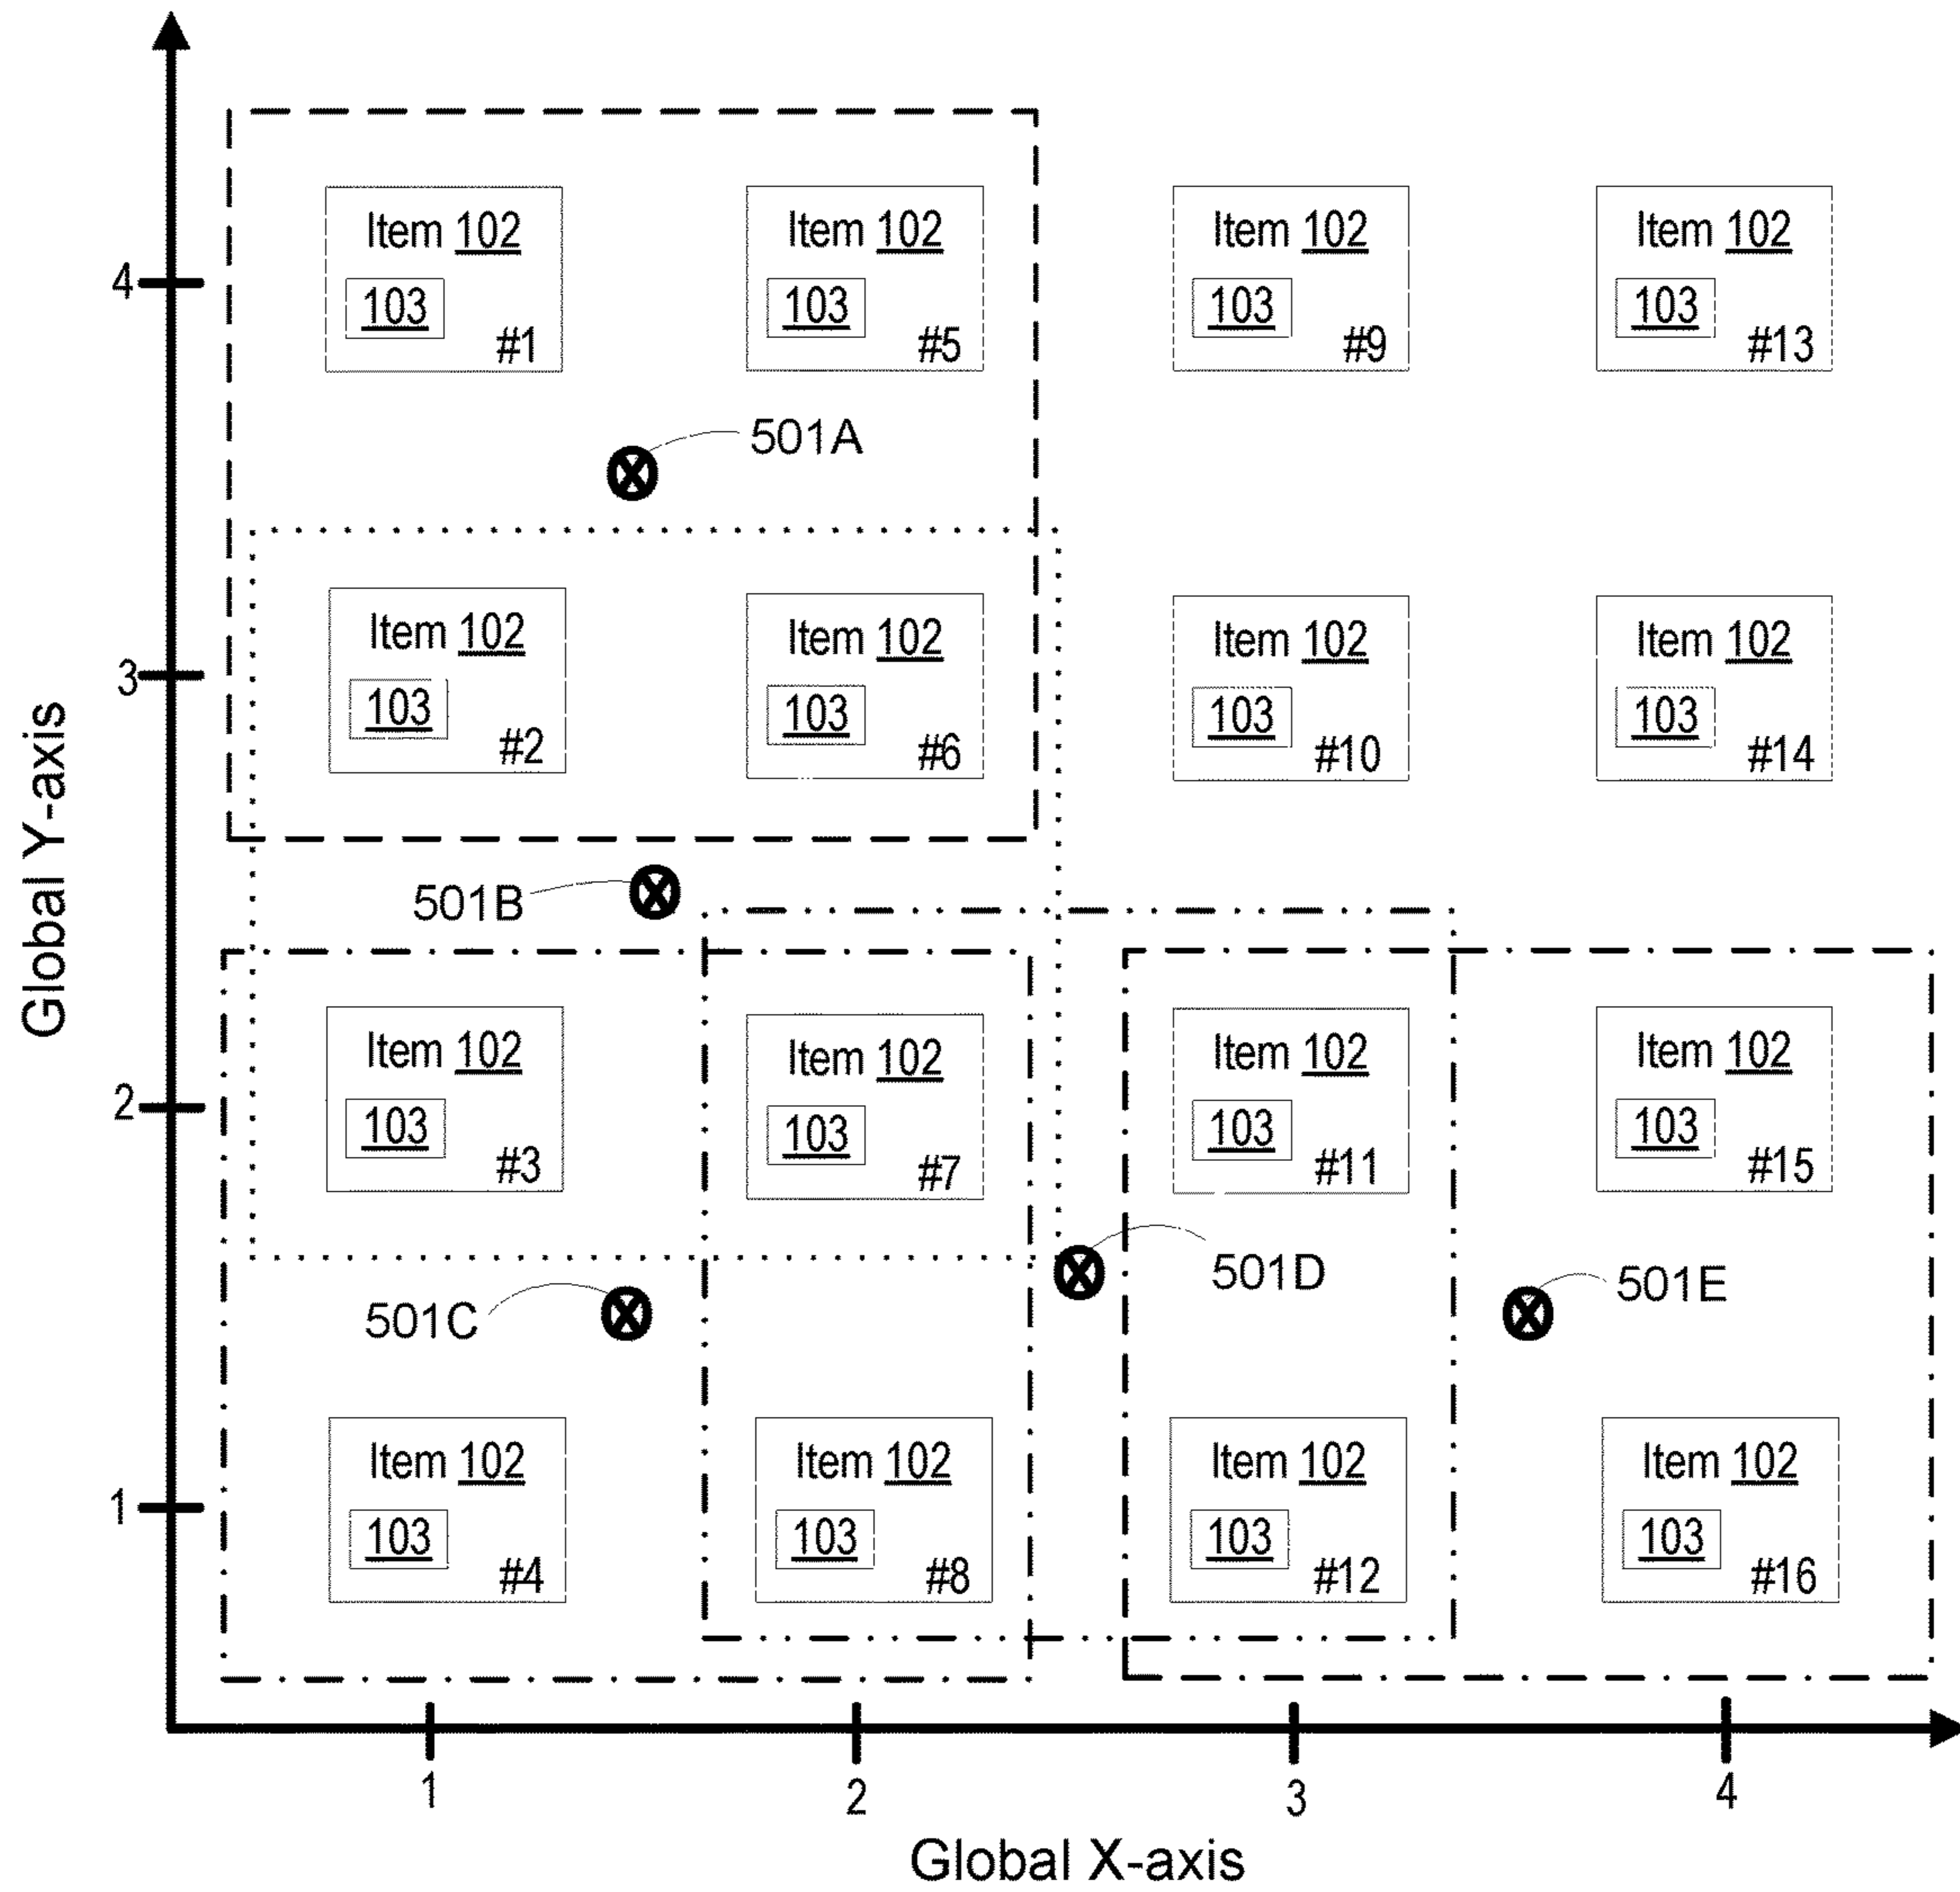 Item 102
103
#1
Item 102
103
#5
Item 102
103
#9
Item 102
103
#13
4
501A
Item 102
103
#2
Item 102
103
#6
Item 102
103
#10
Item 102
103
#14
3
Global Y-axis
501B
Item 102
103
#3
Item 102
103
#7
Item 102
103
#11
Item 102
103
#15
2
501C
501D
501E
Item 102
103
#4
Item 102
103
#8
Item 102
103
#12
Item 102
103
#16
1
1
2
3
4
Global X-axis